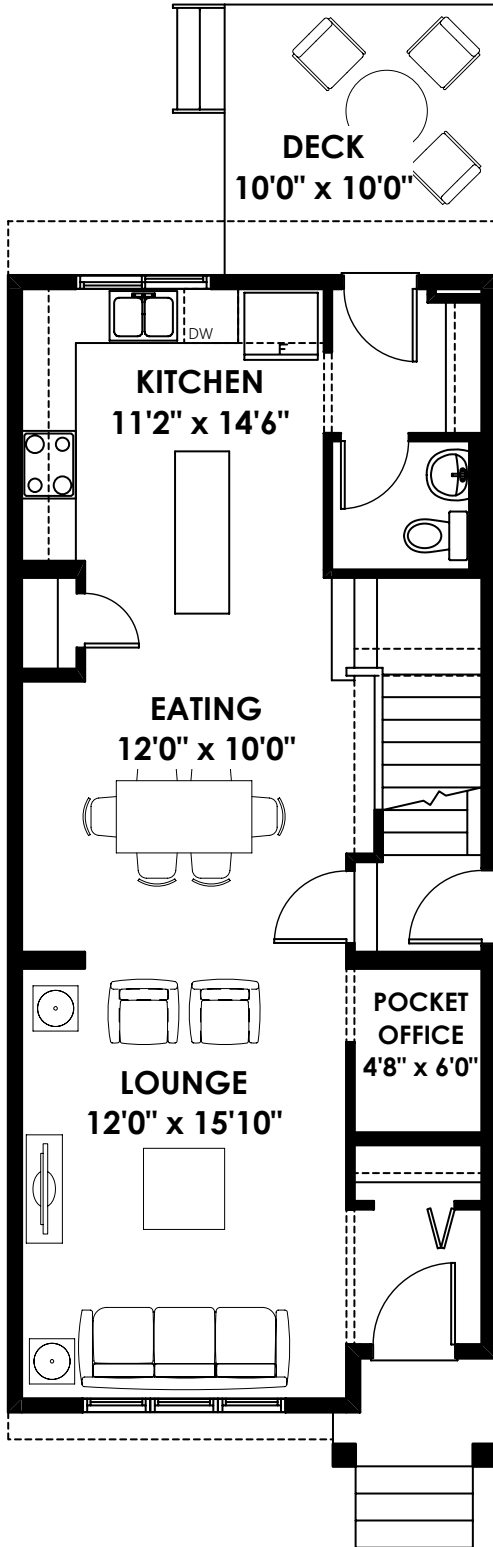 DECK
10'0" x 10'0"
DW
F
KITCHEN
11'2" x 14'6"
EATING
12'0" x 10'0"
POCKET
OFFICE
4'8" x 6'0"
LOUNGE
12'0" x 15'10"